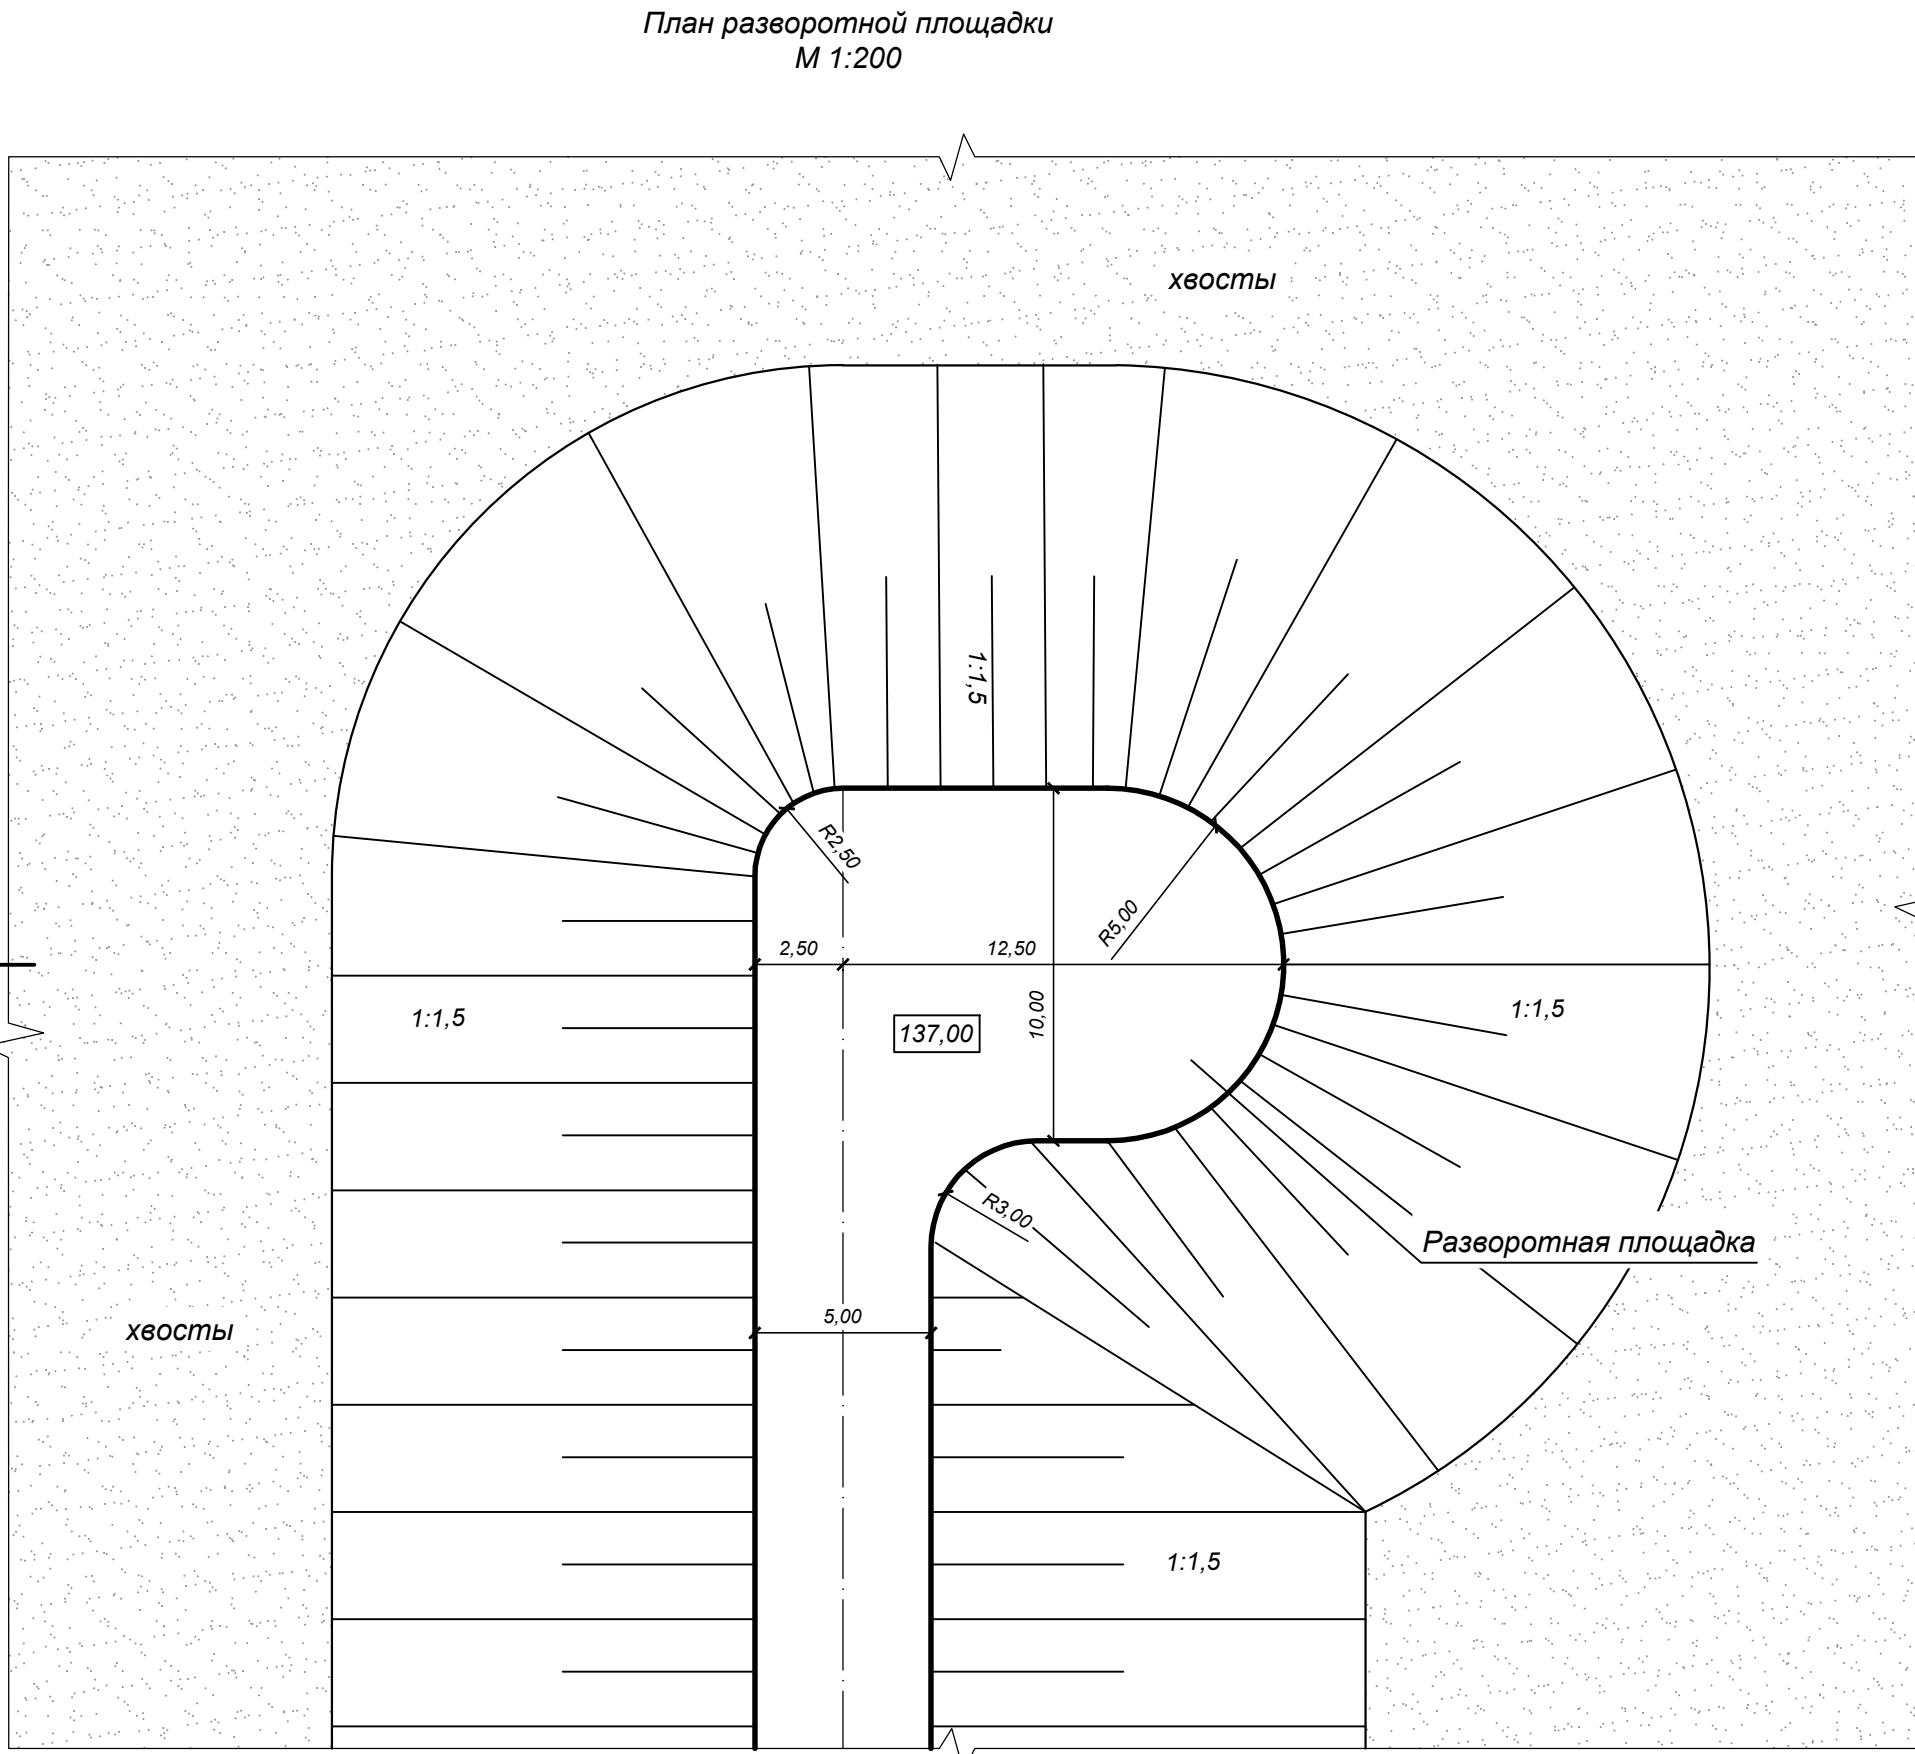 План разворотной площадки
М 1:200
хвосты
1:1,5
R2,50
R5,00
2,50
12,50
10,00
137,00
1:1,5
1:1,5
R3,00
Разворотная площадка
5,00
хвосты
1:1,5